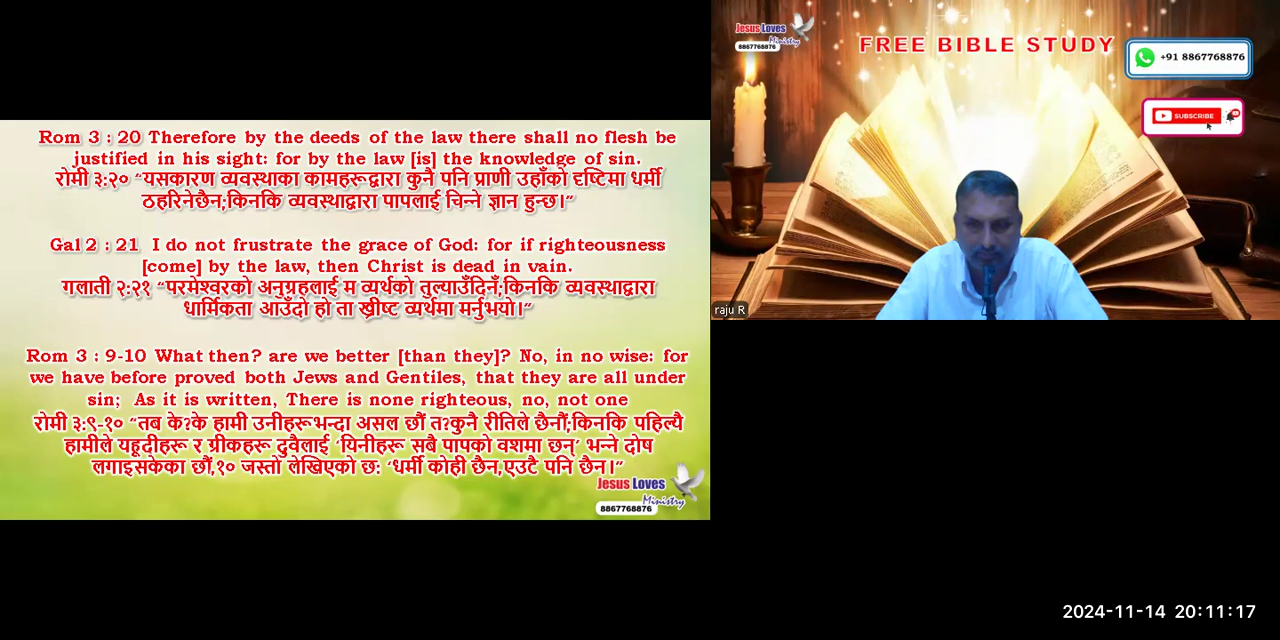 Rom 3 : 20 Therefore by the deeds of the law there shall no flesh be
justified in his sight: for by the law [is] the knowledge of sin.
रोमी ३:२० “यसकारण व्यवस्थाका कामहरूद्वारा कुनै पनि प्राणी उहाँको दृष्टिमा धर्मी
ठहरिनेछैन;किनकि व्यवस्थाद्वारा पापलाई चिन्ने ज्ञान हुन्छ।”
Gal 2 : 21 I do not frustrate the grace of God: for if righteousness
[come] by the law, then Christ is dead in vain.
गलाती २:२१ “परमेश्वरको अनुग्रहलाई म व्यर्थको तुल्याउँदिनँ,किनकि व्यवस्थाद्वारा
धार्मिकता आउँदो हो ता ख्रीष्ट व्यर्थमा मर्नुभयो।”
Rom 3 : 9-10 What then? are we better [than they]? No, in no wise: for
we have before proved both Jews and Gentiles, that they are all under
sin; As it is written, There is none righteous, no, not one
रोमी ३:९-१० “तब के?के हामी उनीहरूभन्दा असल छौं त?कुनै रीतिले छैनौं;किनकि पहिल्यै
हामीले यहूदीहरू र ग्रीकहरू दुवैलाई ‘यिनीहरू सबै पापको वशमा छन्’ भन्ने दोष
लगाइसकेका छौं,१० जस्तो लेखिएको छ: ‘धर्मी कोही छैन,एउटै पनि छैन।”
Jesus Loves
Ministry
8867768876
Jesus Loves
Ministry
8867768876
FREE BIBLE STUDY
+91 8867768876
SUBSCRIBE
raju R
2024-11-14 20:11:17